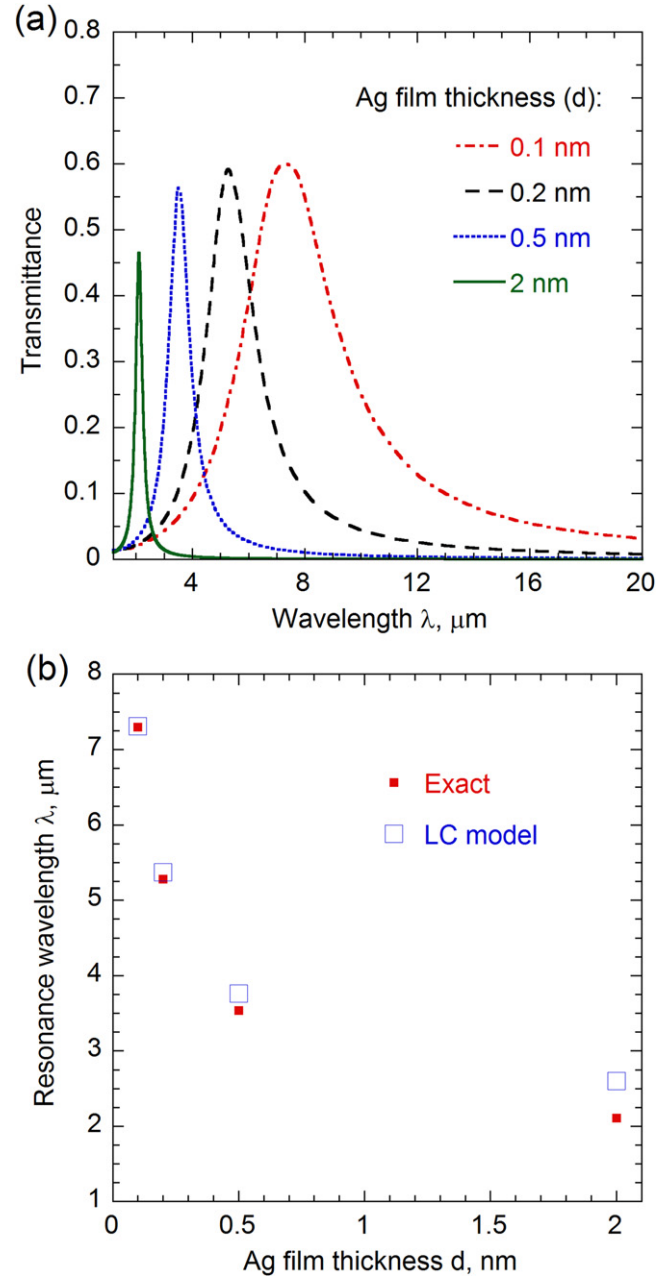 (a)
0.8
0.7
0.6
0.5
0.4
0.3
0.2
0.1
0
Transmittance
Ag film thickness (d):
0.1 nm
0.2 nm
0.5 nm
2 nm
4 8 12 16 20
Wavelength λ, μm
(b)
8
7
6
5
4
3
2
1
Resonance wavelength λ, μm
Exact
LC model
0 0.5 1 1.5 2
Ag film thickness d, nm